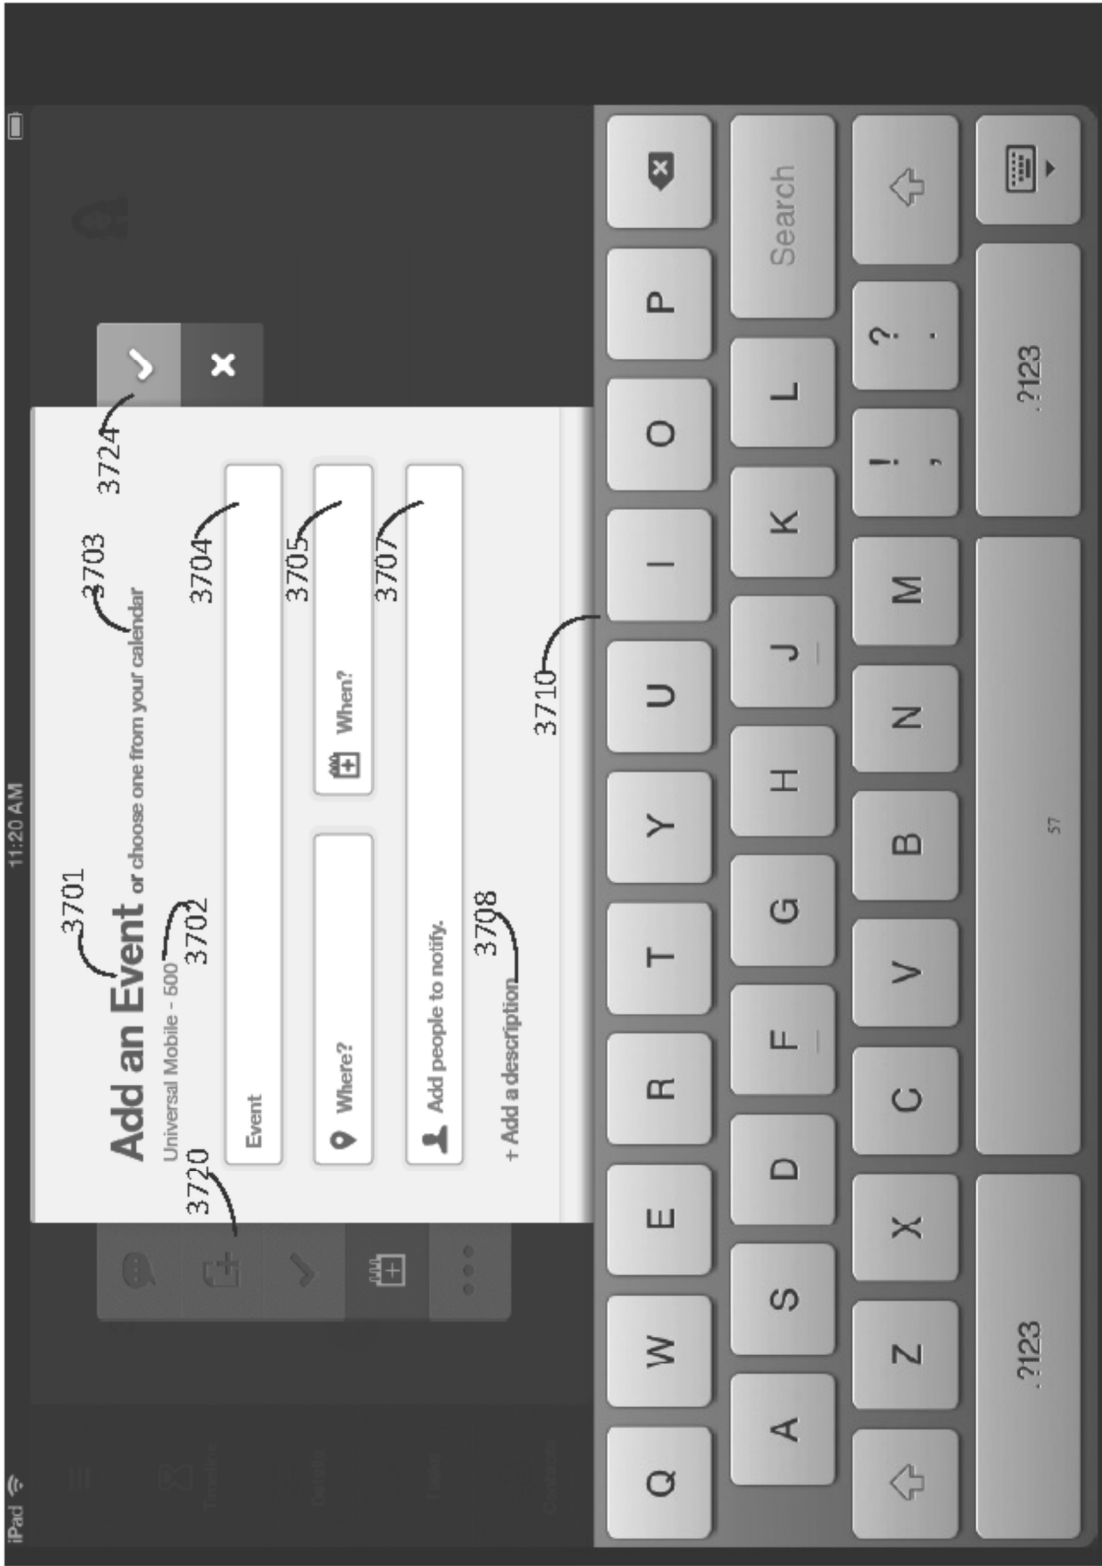 iPad
11:20 AM
3701
3703
3724
Add an Event or choose one from your calendar
Universal Mobile - 600
3702
3720
3704
Event
3705
Where?
When?
3707
Add people to notify.
3708
+ Add a description
3710
Q W E R T Y U I O P
A S D F G H J K L Search
Z X C V B N M ! , ? .
.?123
57
.?123